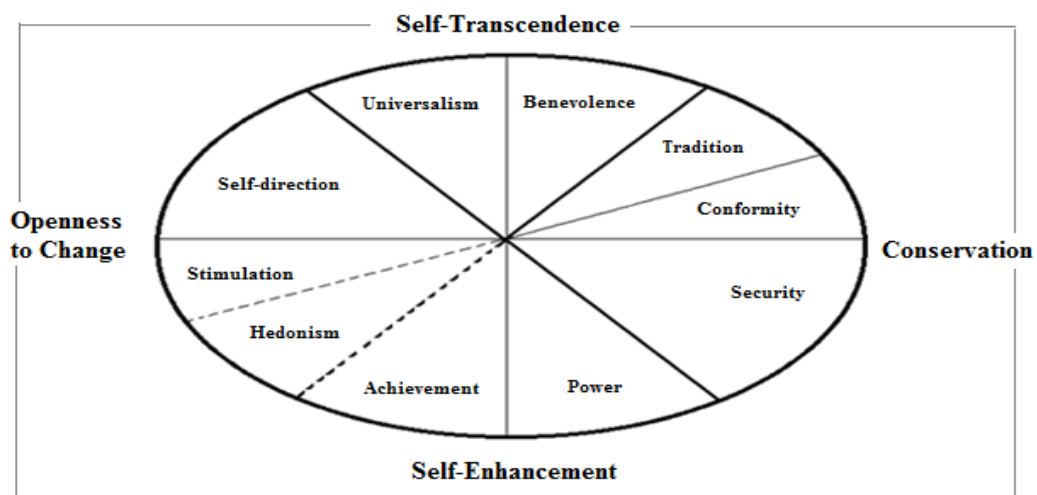 Self-Transcendence
Universalism
Benevolence
Tradition
Self-direction
Conformity
Openness
to Change
Conservation
Stimulation
Security
Hedonism
Achievement
Power
Self-Enhancement